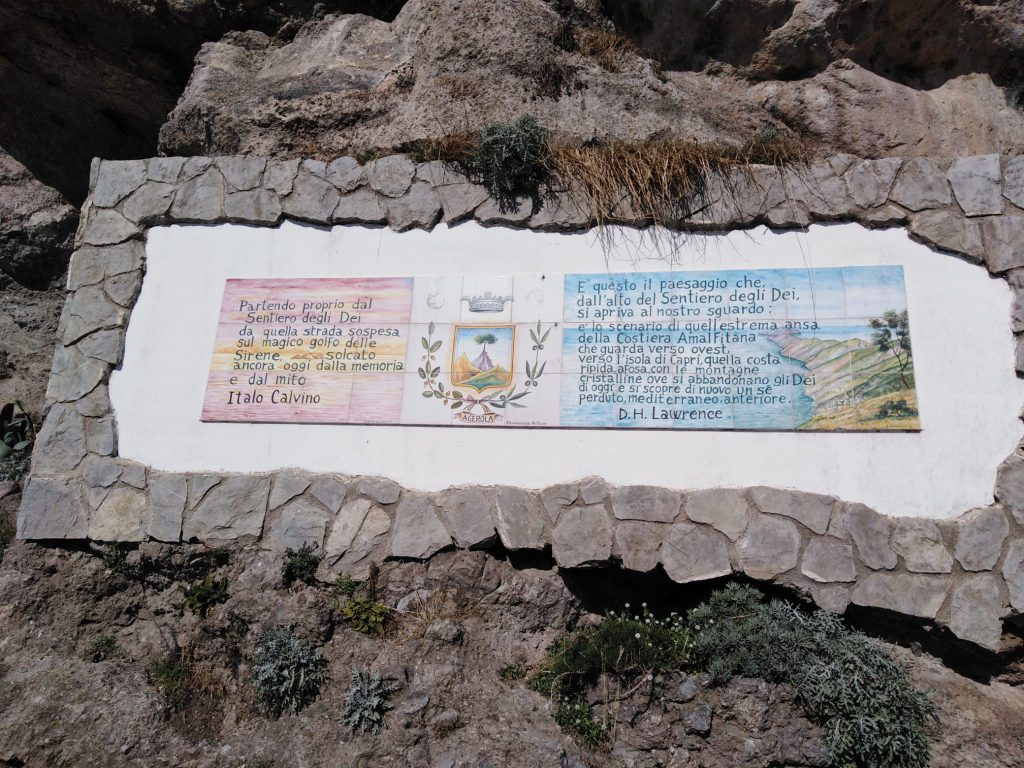 Partendo proprio dal
Sentiero degli Dei
da quella strada sospesa
sul magico golfo delle
Sirene, solcato
ancora oggi dalla memoria
e dal mito
Italo Calvino
AGEROLA
E questo il paesaggio che,
dall'alto del Sentiero degli Dei,
si apriva al nostro sguardo:
e' lo scenario di quell'estrema ansa
della Costiera Amalfitana
che guarda verso ovest,
verso l'isola di Capri, quella costa
ripida, afosa, con le montagne
cristalline ove si abbandonano gli Dei
di oggi e si scopre di nuovo un sé
perduto, mediterraneo, anteriore.
D.H. Lawrence